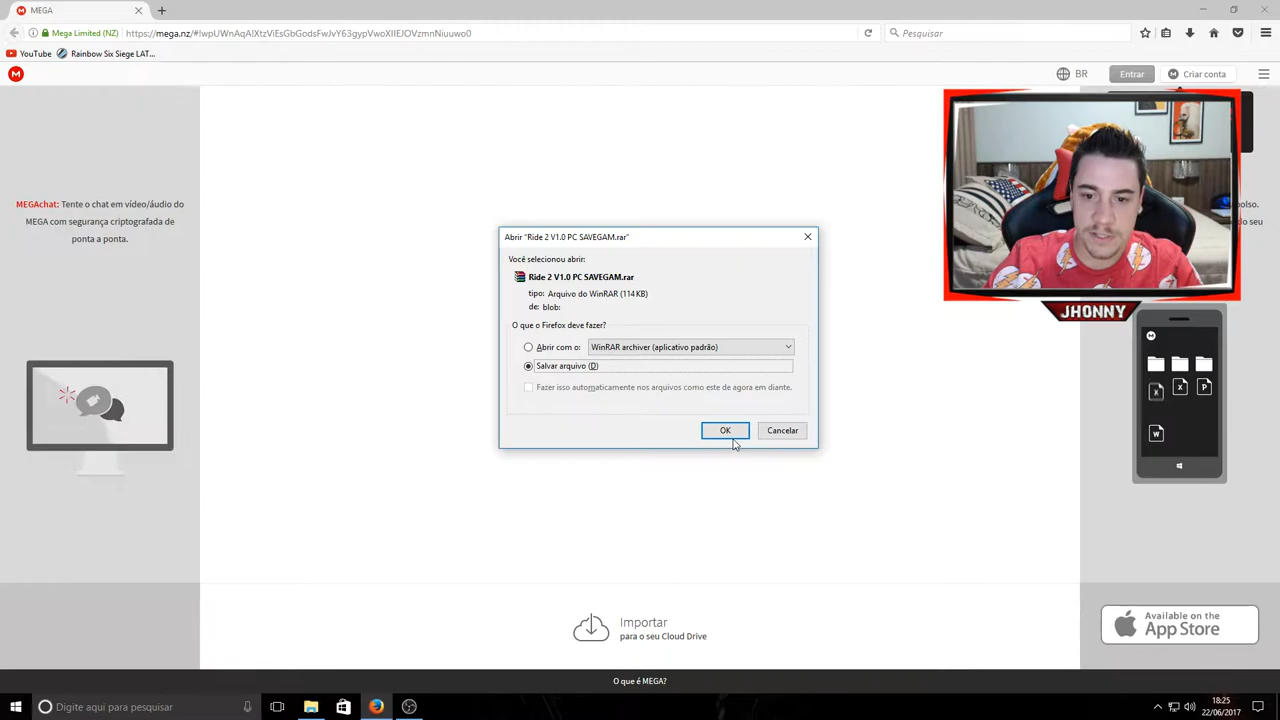 MEGA
Mega Limited (NZ)
https://mega.nz/#!wpUWnAqA!XtzViEsGbGodsFwJyY63gypVwoXIIEJOVzmnNiuuwo0
Pesquisar
YouTube
Rainbow Six Siege LAT...
M
BR
Entrar
M Criar conta
MEGAchat: Tente o chat em vídeo/áudio do
MEGA com segurança criptografada de
ponta a ponta.
bolso.
do seu
JHONNY
Abrir "Ride 2 V1.0 PC SAVEGAM.rar"
Você selecionou abrir:
Ride 2 V1.0 PC SAVEGAM.rar
tipo: Arquivo do WinRAR (114 KB)
de: blob:
O que o Firefox deve fazer?
Abrir com o: WinRAR archiver (aplicativo padrão)
Salvar arquivo (D)
Fazer isso automaticamente nos arquivos como este de agora em diante.
OK
Cancelar
M
X X P
W
Importar
para o seu Cloud Drive
Available on the
App Store
O que é MEGA?
Digite aqui para pesquisar
18:25
22/06/2017